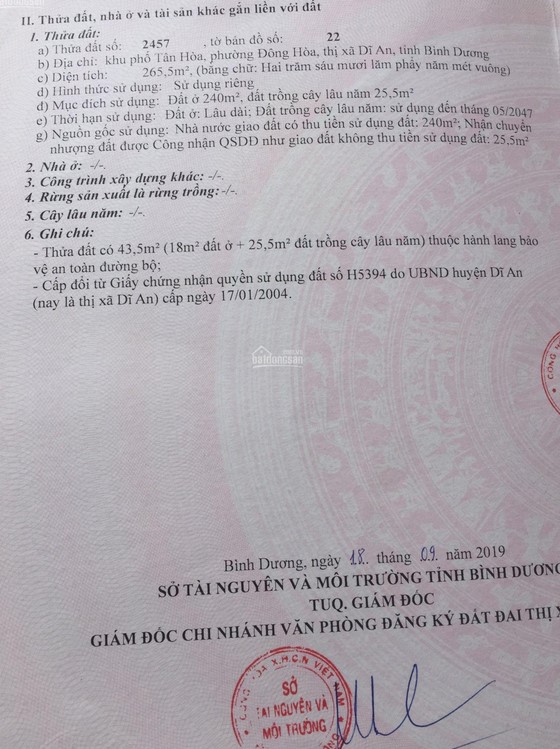 II. Thửa đất, nhà ở và tài sản khác gắn liền với đất
1. Thửa đất:
a) Thửa đất số: 2457 , tờ bản đồ số: 22
b) Địa chỉ: khu phố Tân Hòa, phường Đông Hòa, thị xã Dĩ An, tỉnh Bình Dương
c) Diện tích: 265,5m², (bằng chữ: Hai trăm sáu mươi lăm phẩy năm mét vuông)
d) Hình thức sử dụng: Sử dụng riêng
đ) Mục đích sử dụng: Đất ở 240m², đất trồng cây lâu năm 25,5m²
e) Thời hạn sử dụng: Đất ở: Lâu dài; Đất trồng cây lâu năm: sử dụng đến tháng 05/2047
g) Nguồn gốc sử dụng: Nhà nước giao đất có thu tiền sử dụng đất: 240m²; Nhận chuyển
nhượng đất được Công nhận QSDĐ như giao đất không thu tiền sử dụng đất: 25,5m²
2. Nhà ở: -/-.
3. Công trình xây dựng khác: -/-.
4. Rừng sản xuất là rừng trồng:-/-.
5. Cây lâu năm: -/-.
6. Ghi chú:
- Thửa đất có 43,5m² (18m² đất ở + 25,5m² đất trồng cây lâu năm) thuộc hành lang bảo
vệ an toàn đường bộ;
- Cấp đổi từ Giấy chứng nhận quyền sử dụng đất số H5394 do UBND huyện Dĩ An
(nay là thị xã Dĩ An) cấp ngày 17/01/2004.
batdongsan
Bình Dương, ngày 18 tháng 09 năm 2019
SỞ TÀI NGUYÊN VÀ MÔI TRƯỜNG TỈNH BÌNH DƯƠNG
TUQ. GIÁM ĐỐC
GIÁM ĐỐC CHI NHÁNH VĂN PHÒNG ĐĂNG KÝ ĐẤT ĐAI THỊ X
X.H.C.N VIỆT NAM
SỞ
TÀI NGUYÊN VÀ
MÔI TRƯỜNG